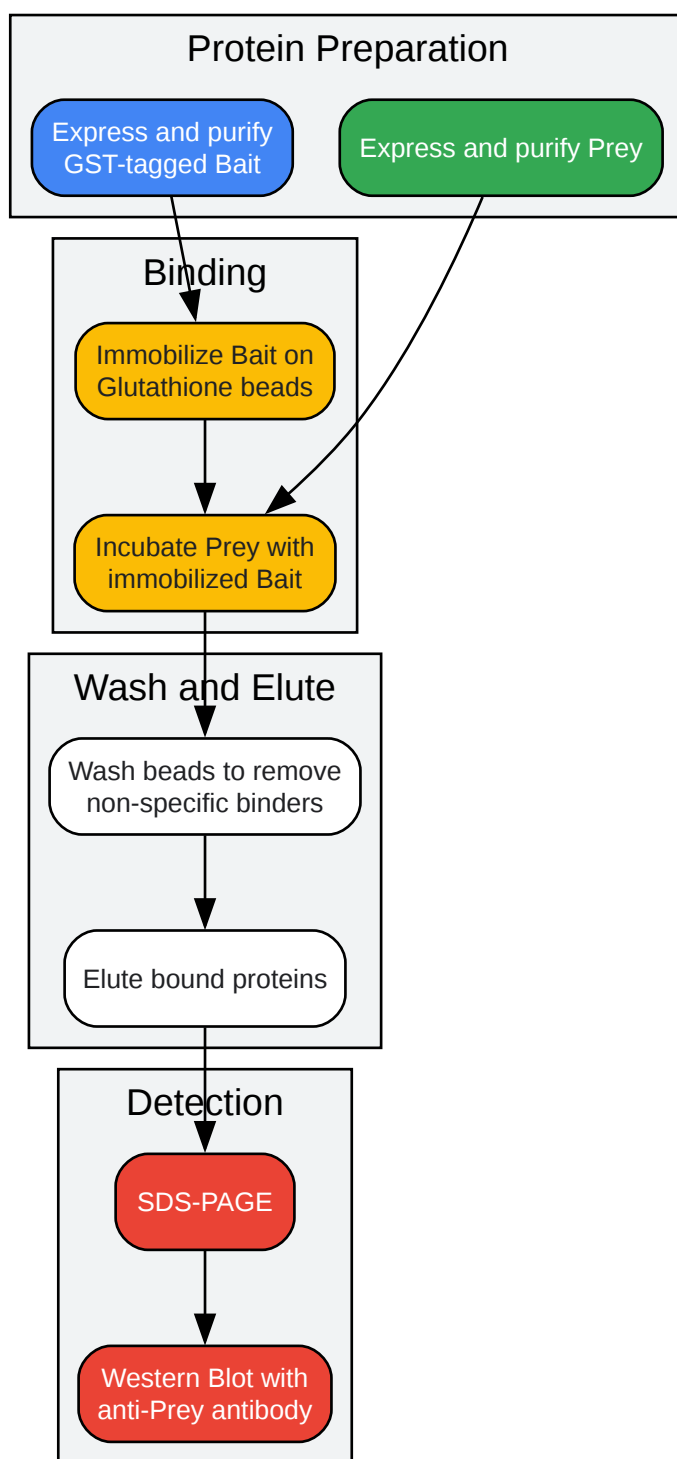 Protein Preparation
Express and purify
GST-tagged Bait
Express and purify Prey
Binding
Immobilize Bait on
Glutathione beads
Incubate Prey with
immobilized Bait
Wash and Elute
Wash beads to remove
non-specific binders
Elute bound proteins
Detection
SDS-PAGE
Western Blot with
anti-Prey antibody